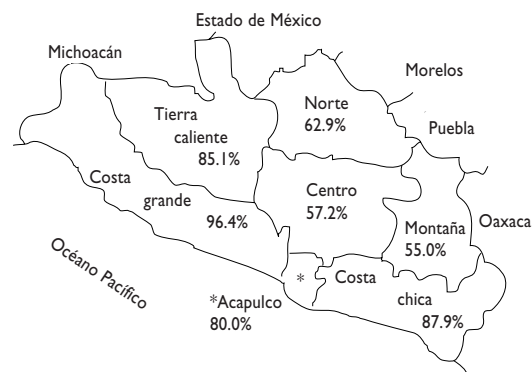 Estado de México
Michoacán
Morelos
Norte
62.9%
Tierra
caliente
85.1%
Puebla
Costa
grande
96.4%
Centro
57.2%
Montaña
55.0%
Oaxaca
Océano Pacífico
*
*Acapulco
80.0%
Costa
chica
87.9%